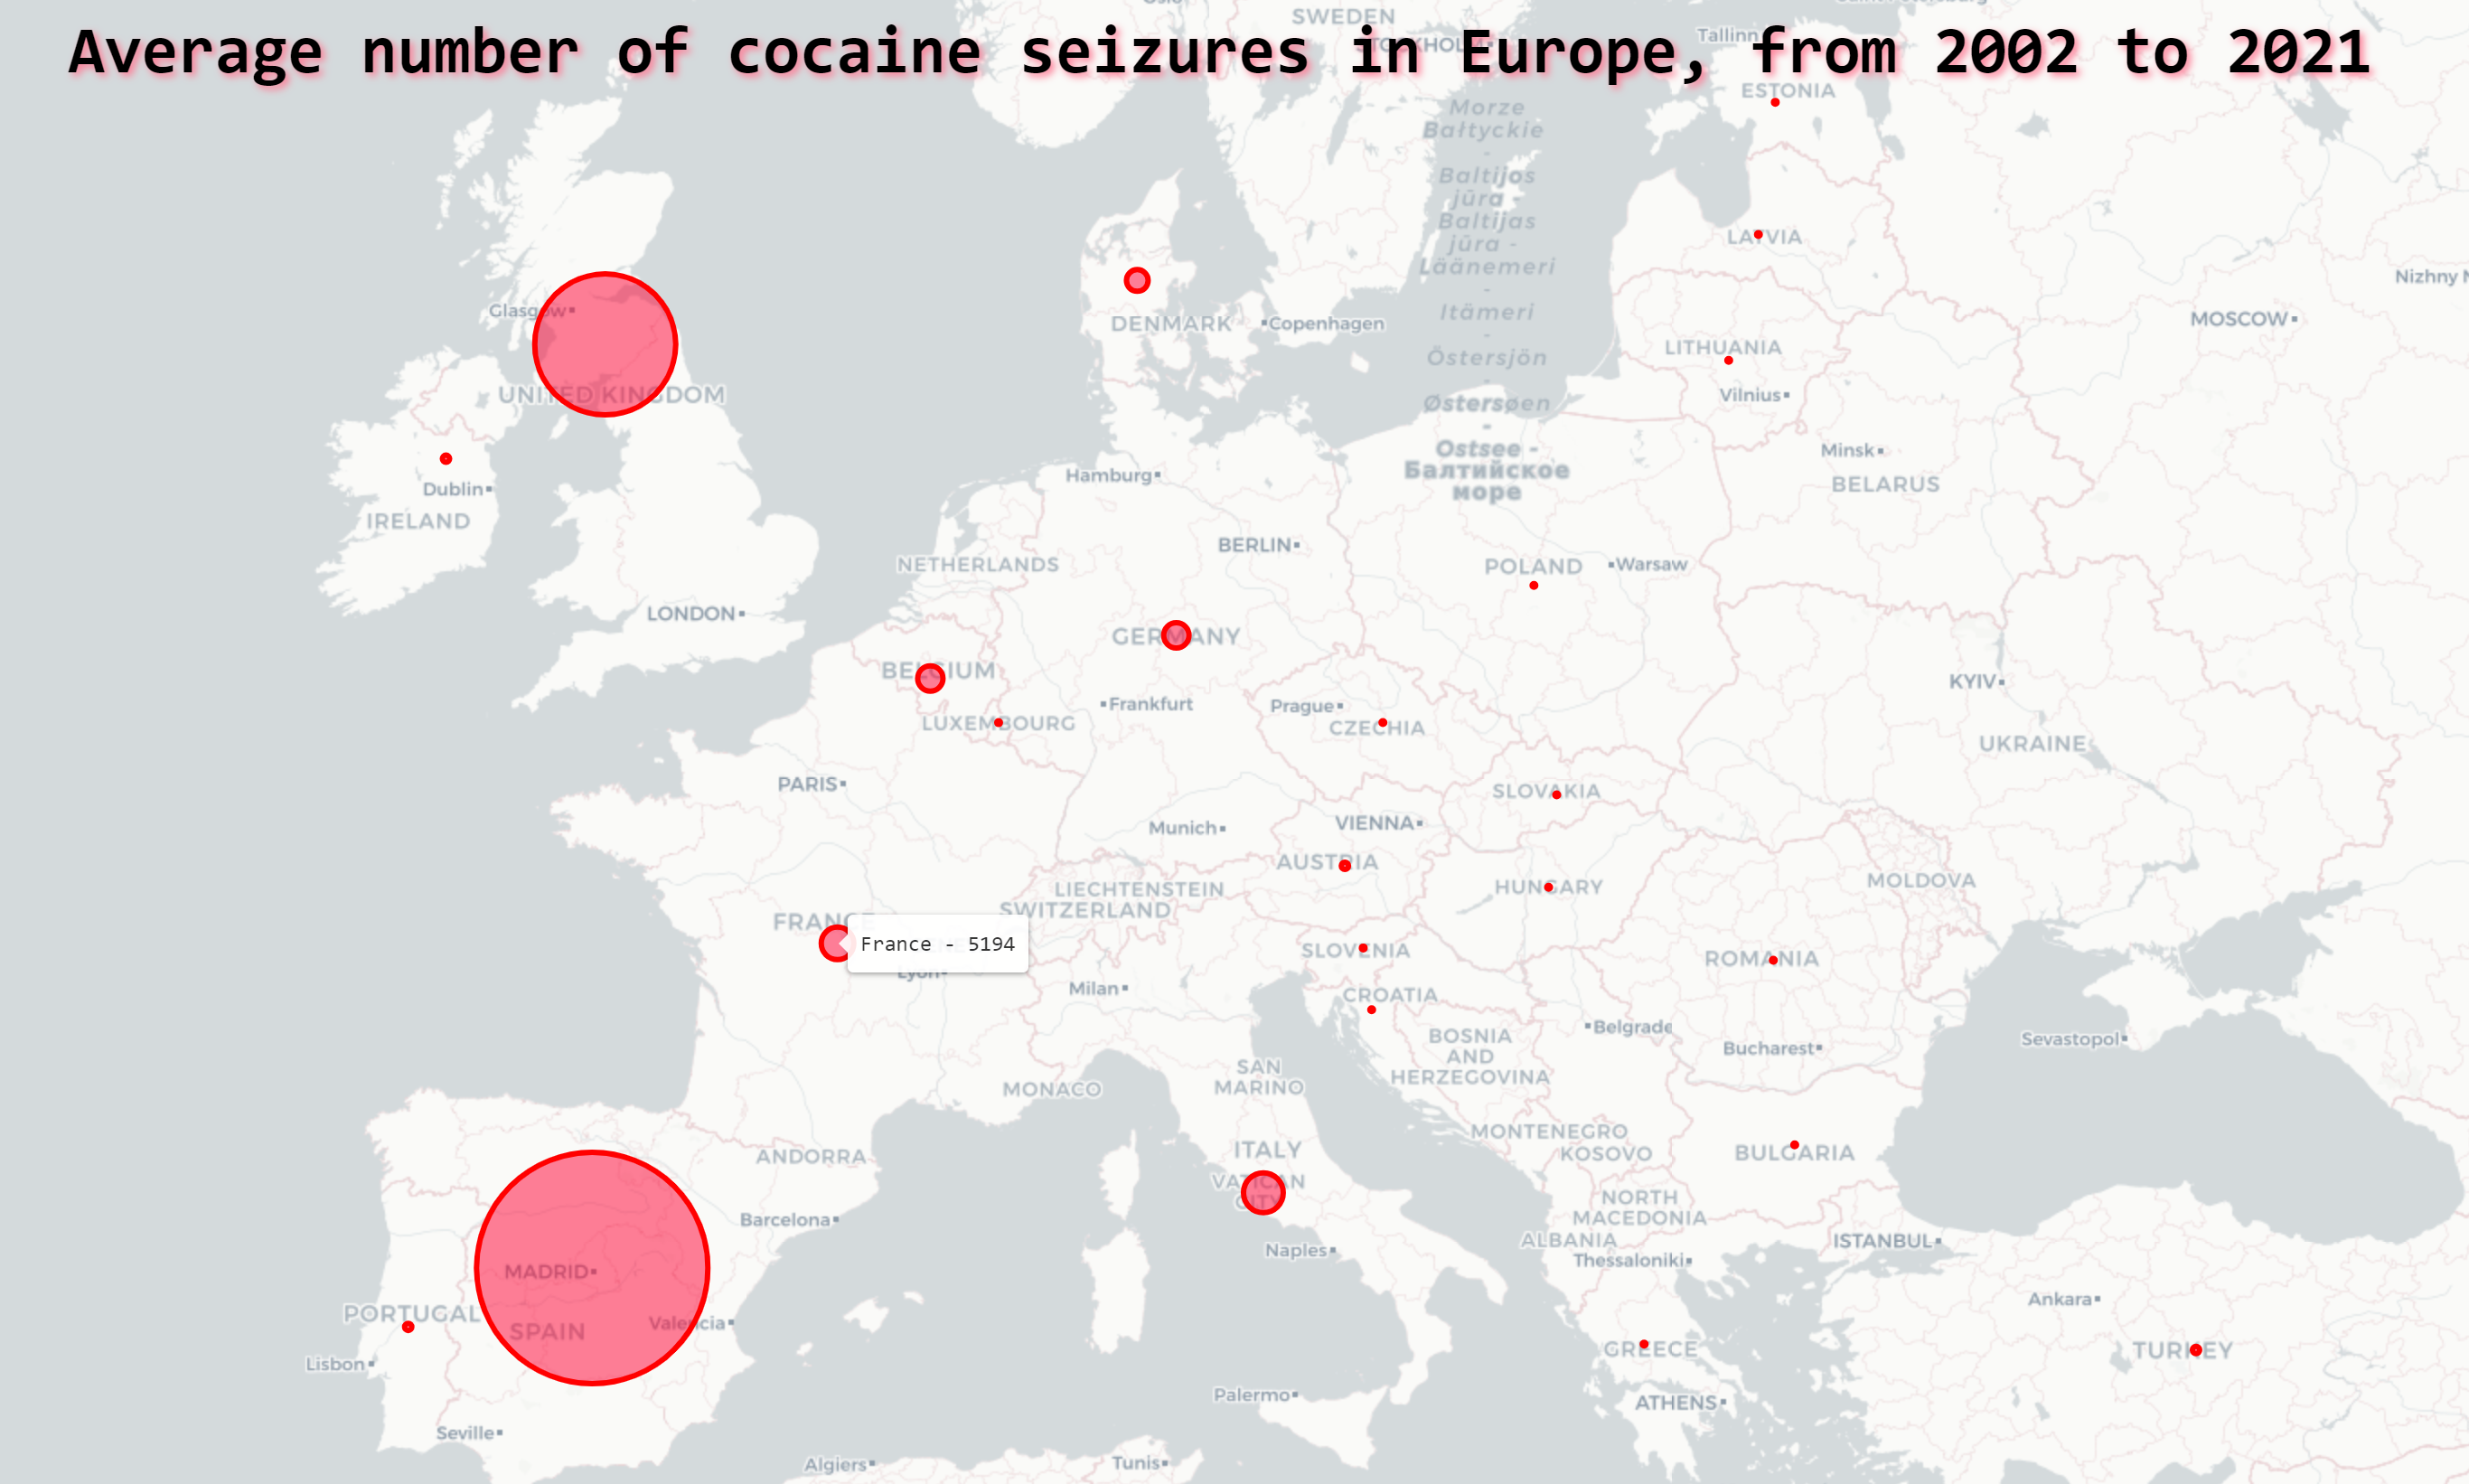 Average number of cocaine seizures in Europe, from 2002 to 2021
SWEDEN
Tallinn
ESTONIA
Morze
Bałtyckie
-
Baltijos
jūra -
Baltijas
jūra -
Läänemeri
-
Itämeri
-
Östersjön
-
Østersøen
-
Ostsee -
Балтийское
море
LATVIA
Nizhny
MOSCOW
Glasgow
DENMARK
Copenhagen
LITHUANIA
Vilnius
UNITED KINGDOM
Minsk
BELARUS
Hamburg
Dublin
IRELAND
BERLIN
NETHERLANDS
POLAND
Warsaw
LONDON
GERMANY
BELGIUM
KYIV
Frankfurt
Prague
LUXEMBOURG
CZECHIA
UKRAINE
PARIS
SLOVAKIA
Munich
VIENNA
AUSTRIA
LIECHTENSTEIN
HUNGARY
MOLDOVA
SWITZERLAND
FRANCE
France - 5194
SLOVENIA
ROMANIA
Lyon
Milan
CROATIA
Belgrade
BOSNIA
AND
HERZEGOVINA
Bucharest
Sevastopol
SAN
MARINO
MONACO
MONTENEGRO
ITALY
KOSOVO
BULGARIA
ANDORRA
VATICAN
CITY
NORTH
MACEDONIA
Barcelona
ALBANIA
ISTANBUL
Naples
Thessaloniki
MADRID
Ankara
PORTUGAL
Valencia
SPAIN
GREECE
TURKEY
Lisbon
Palermo
ATHENS
Seville
Algiers
Tunis